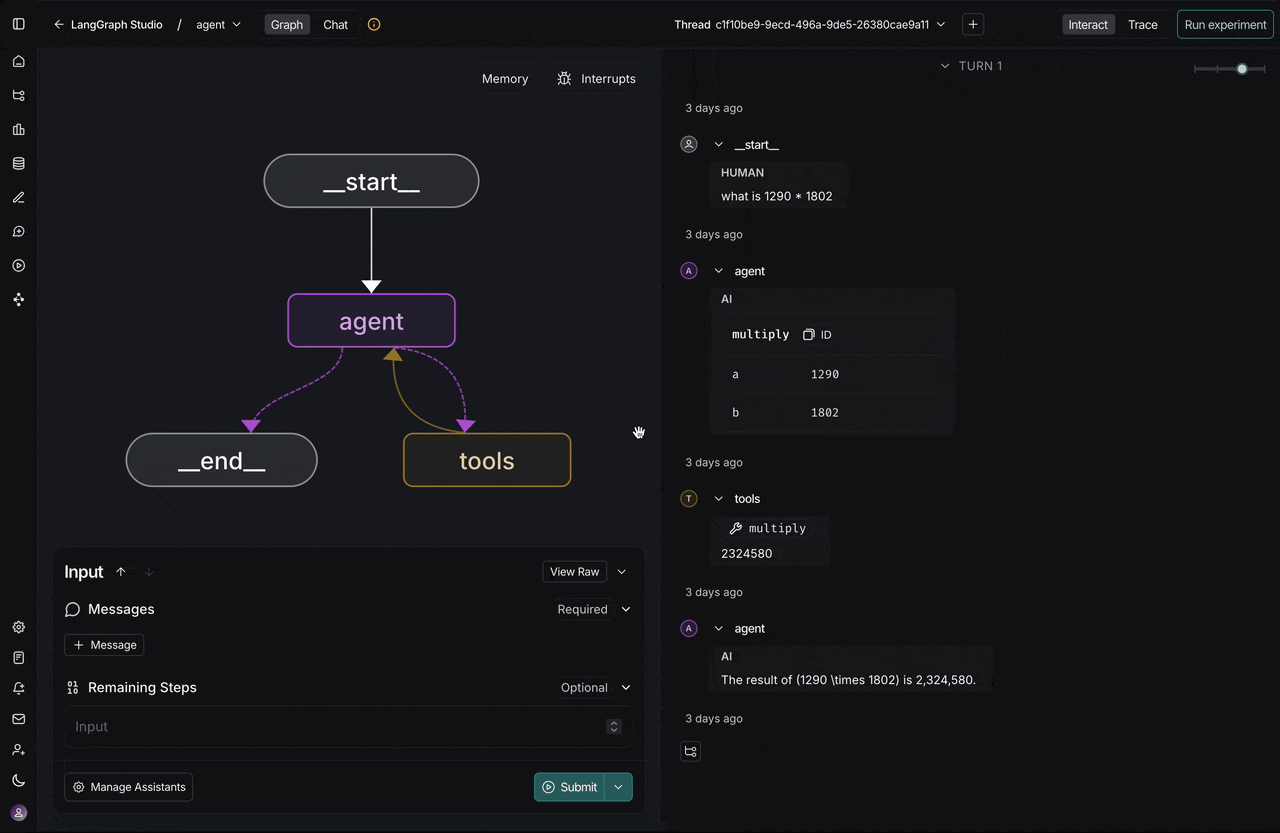 LangGraph Studio / agent Graph Chat
Thread c1f10be9-9ecd-496a-9de5-26380cae9a11 Interact Trace Run experiment
Memory Interrupts
__start__
agent
__end__ tools
Input View Raw
Messages Required
+ Message
0110 Remaining Steps Optional
Input
Manage Assistants Submit
TURN 1
3 days ago
__start__
HUMAN
what is 1290 * 1802
3 days ago
A agent
AI
multiply ID
a 1290
b 1802
3 days ago
T tools
multiply
2324580
3 days ago
A agent
AI
The result of (1290 \times 1802) is 2,324,580.
3 days ago